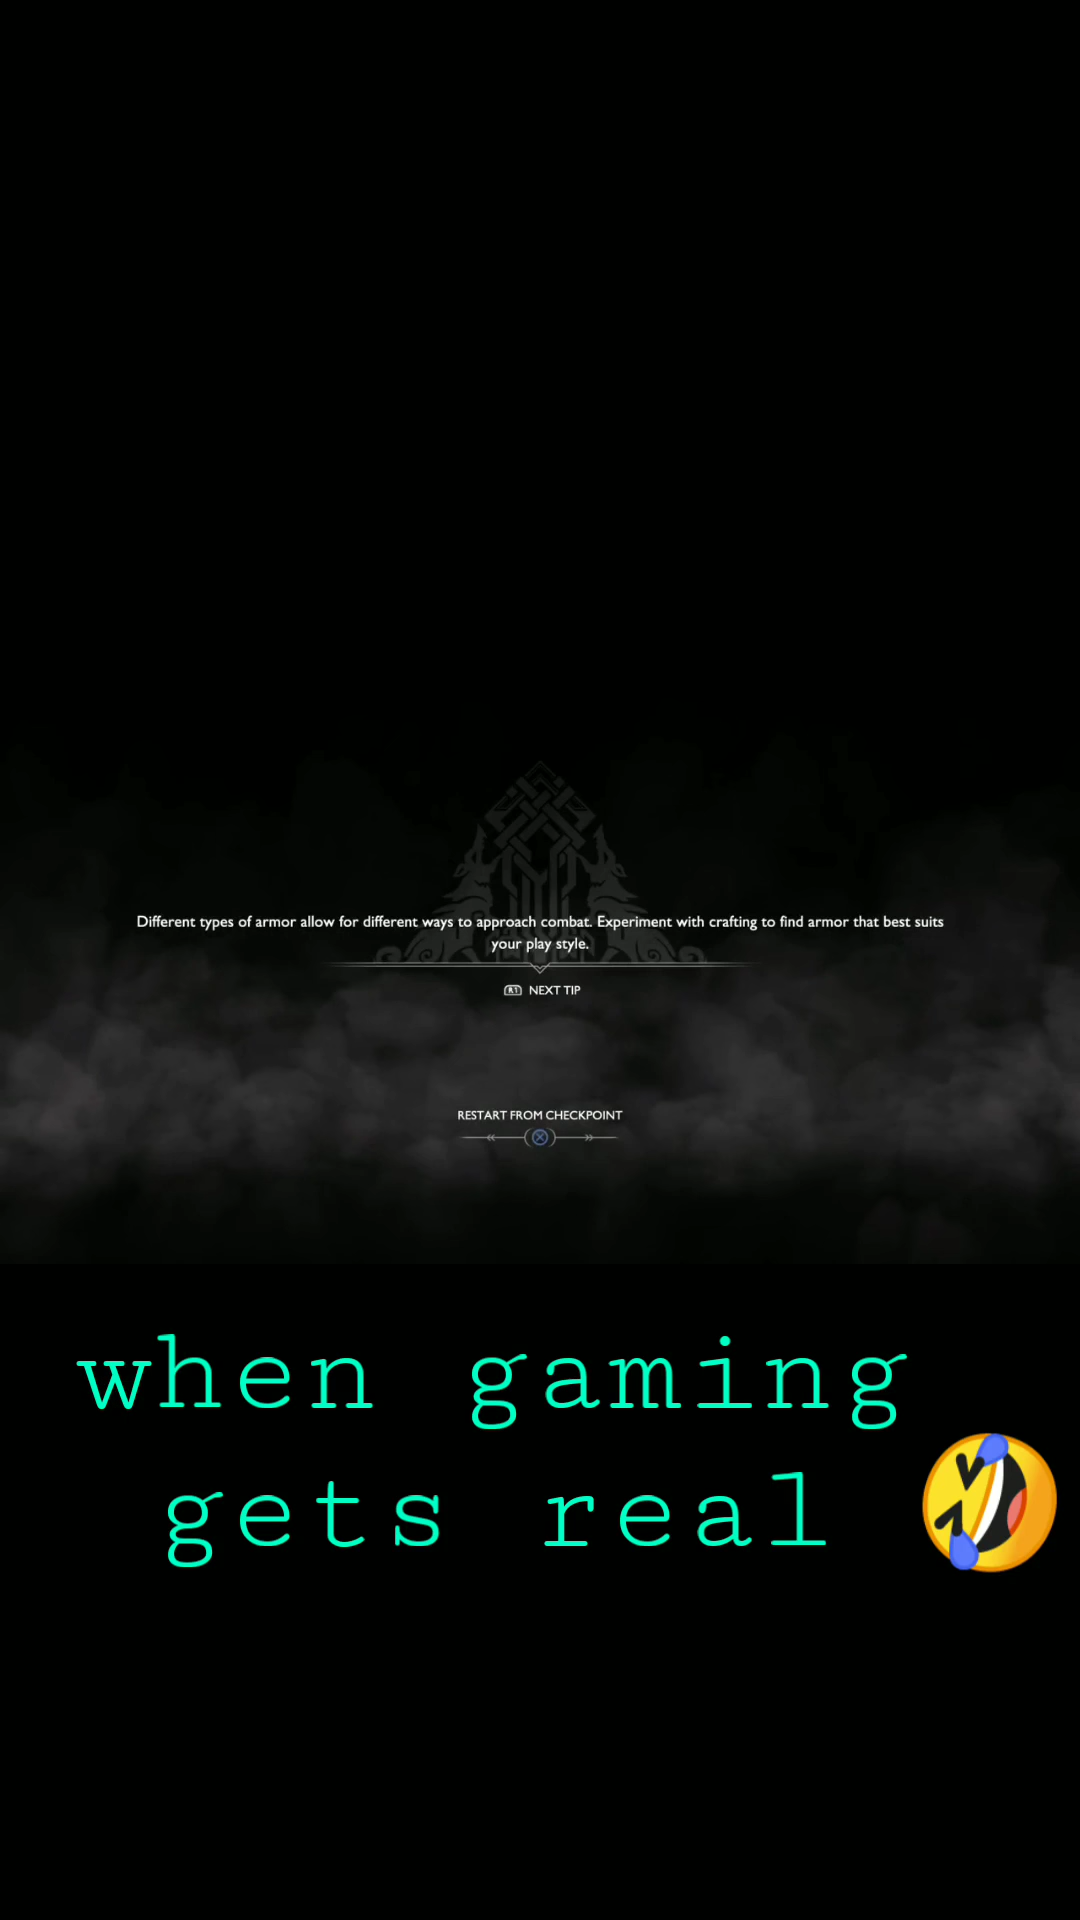 Different types of armor allow for different ways to approach combat. Experiment with crafting to find armor that best suits
your play style.
R1 NEXT TIP
RESTART FROM CHECKPOINT
when gaming
gets real